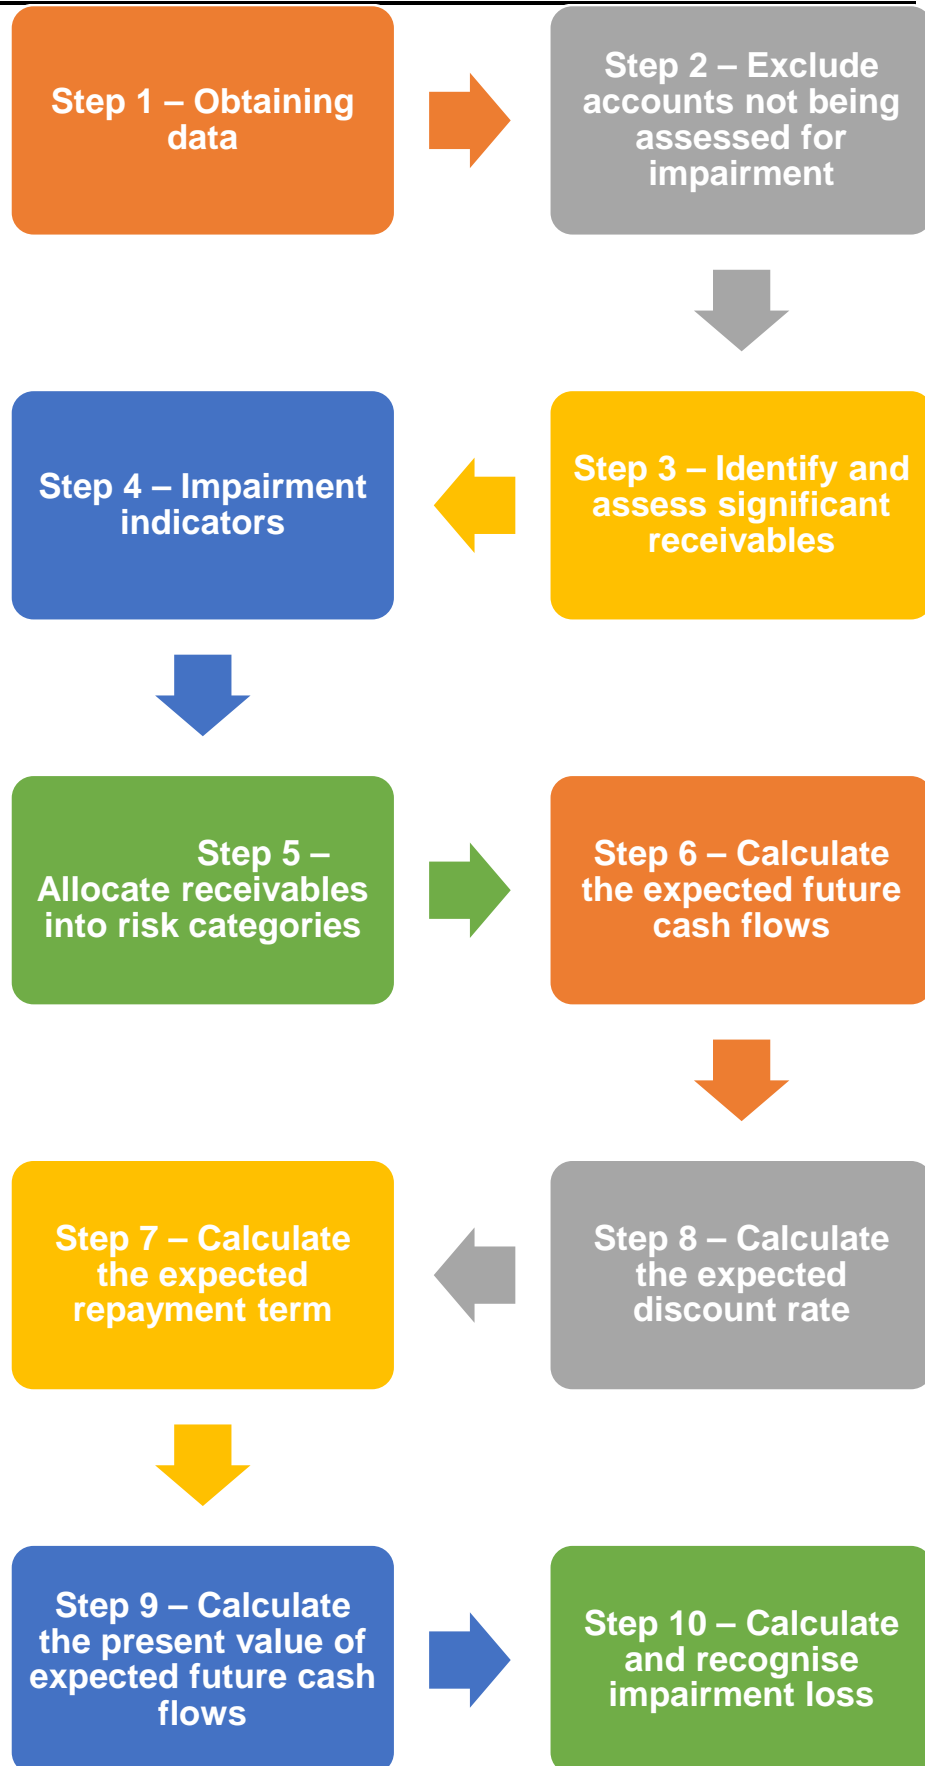 Step 1 – Obtaining
data
Step 2 – Exclude
accounts not being
assessed for
impairment
Step 3 – Identify and
assess significant
receivables
Step 4 – Impairment
indicators
Step 5 –
Allocate receivables
into risk categories
Step 6 – Calculate
the expected future
cash flows
Step 8 – Calculate
the expected
discount rate
Step 7 – Calculate
the expected
repayment term
Step 9 – Calculate
the present value of
expected future cash
flows
Step 10 – Calculate
and recognise
impairment loss